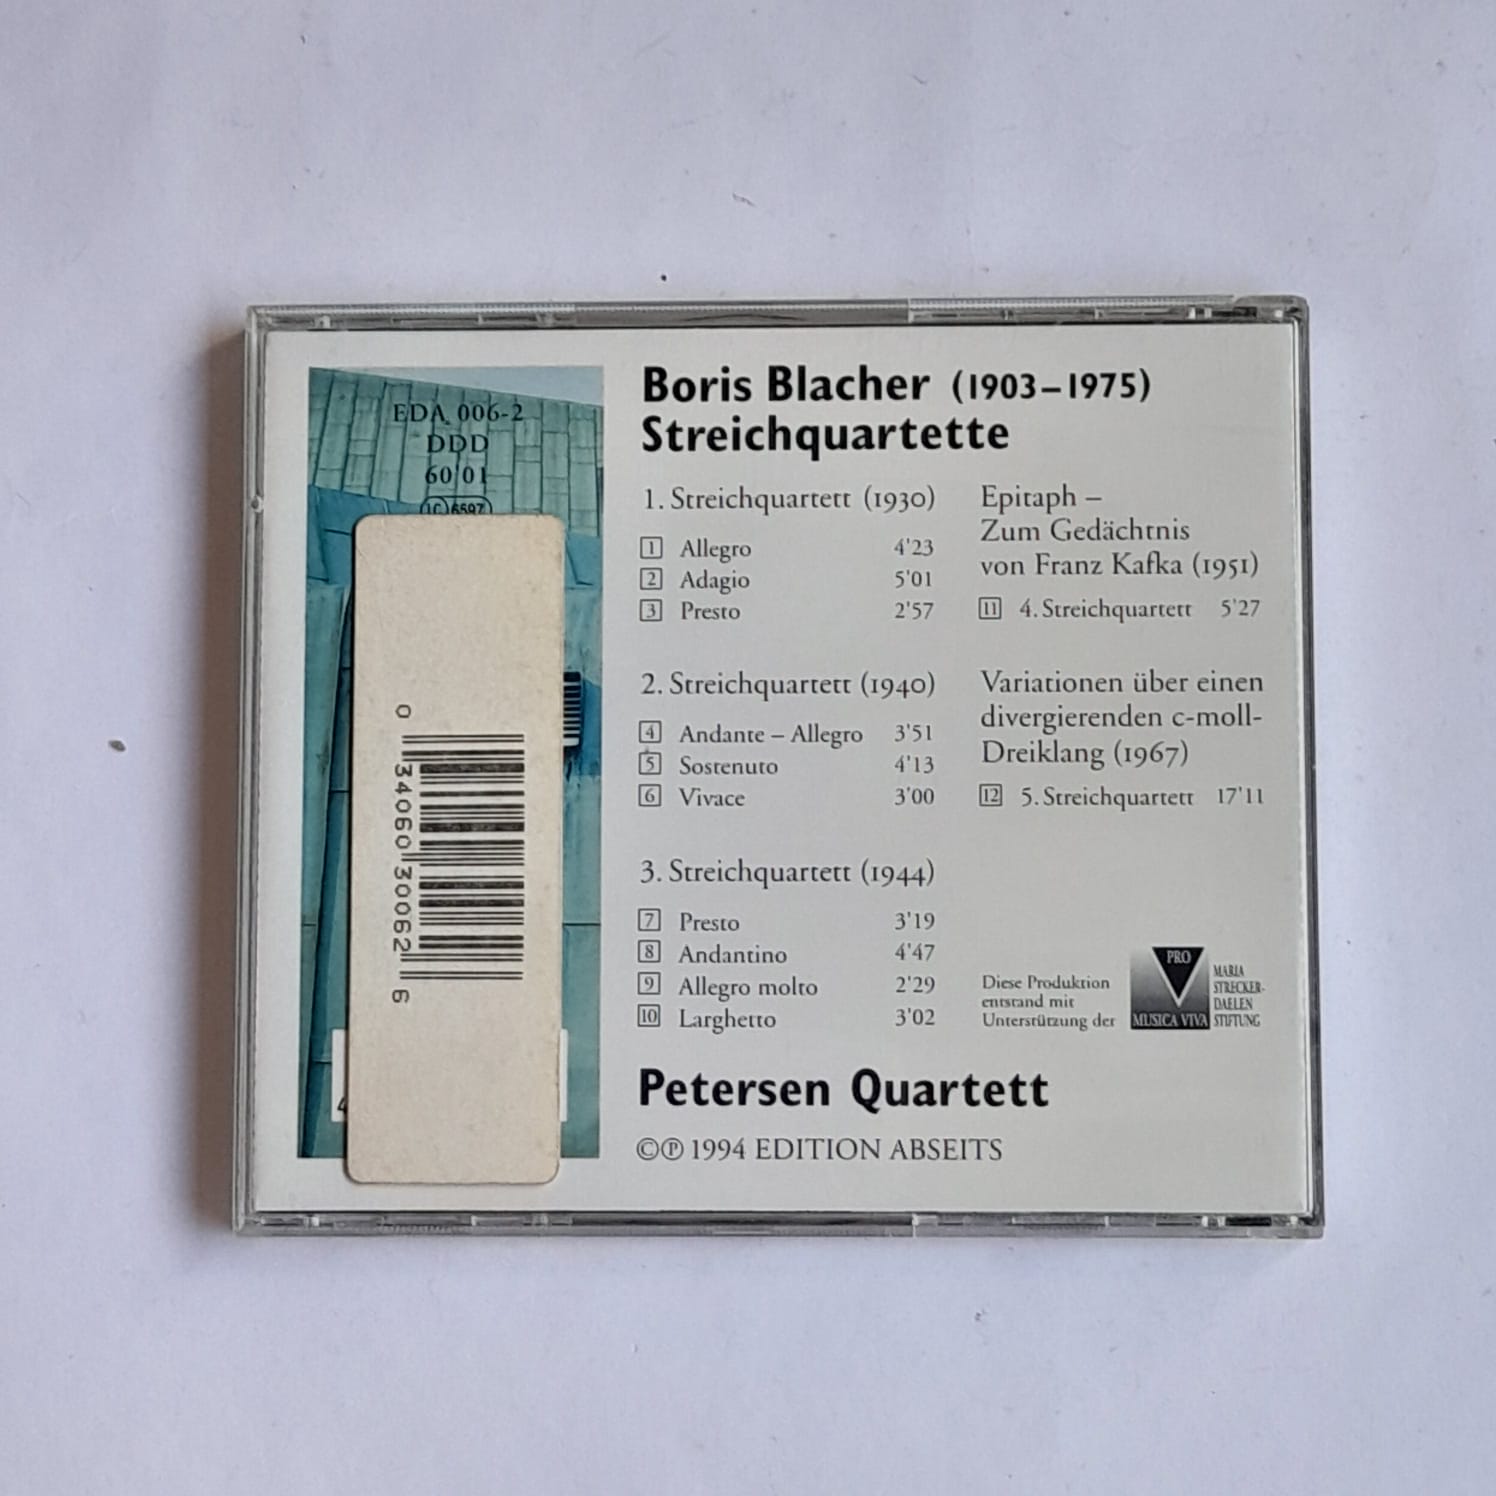 EDA 006-2
DDD
60'01
LC 6597
0 34060 30062 6
4
Boris Blacher (1903–1975)
Streichquartette
1. Streichquartett (1930)
1 Allegro 4'23
2 Adagio 5'01
3 Presto 2'57
2. Streichquartett (1940)
4 Andante – Allegro 3'51
5 Sostenuto 4'13
6 Vivace 3'00
3. Streichquartett (1944)
7 Presto 3'19
8 Andantino 4'47
9 Allegro molto 2'29
10 Larghetto 3'02
Epitaph –
Zum Gedächtnis
von Franz Kafka (1951)
11 4. Streichquartett 5'27
Variationen über einen
divergierenden c-moll-
Dreiklang (1967)
12 5. Streichquartett 17'11
Diese Produktion
entstand mit
Unterstützung der
PRO
MUSICA VIVA
MARIA
STRECKER-
DAELEN
STIFTUNG
Petersen Quartett
©℗ 1994 EDITION ABSEITS